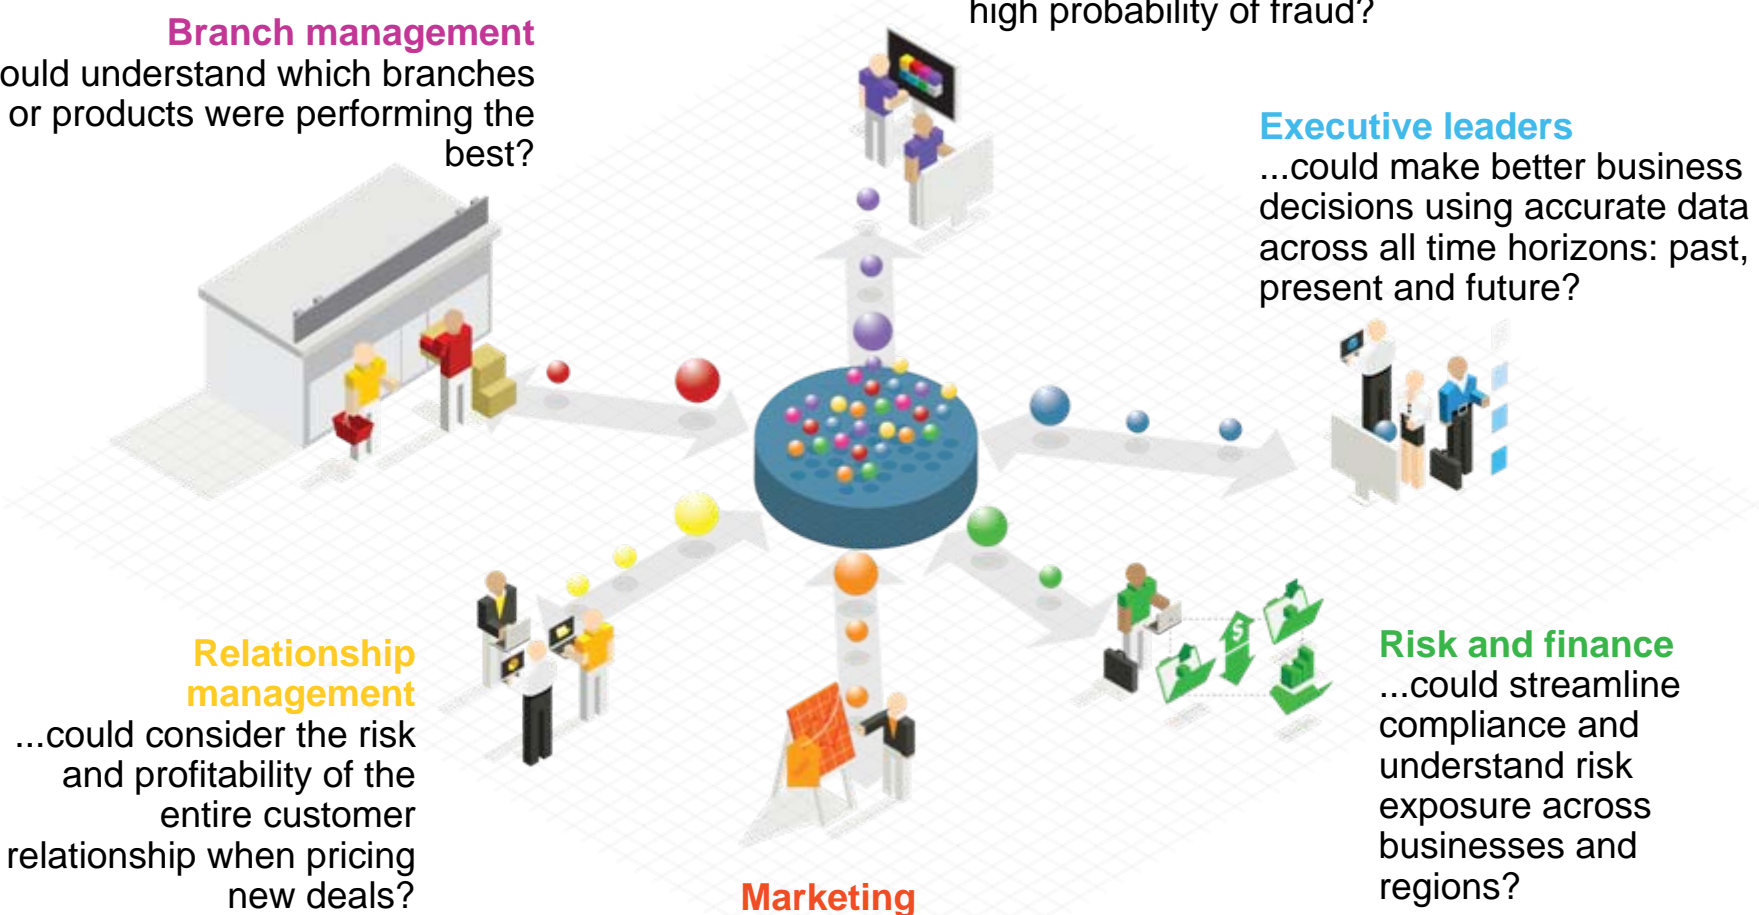 high probability of fraud?
Branch management
ould understand which branches
or products were performing the
best?
Executive leaders
...could make better business
decisions using accurate data
across all time horizons: past,
present and future?
Relationship
management
...could consider the risk
and profitability of the
entire customer
relationship when pricing
new deals?
Marketing
Risk and finance
...could streamline
compliance and
understand risk
exposure across
businesses and
regions?
$